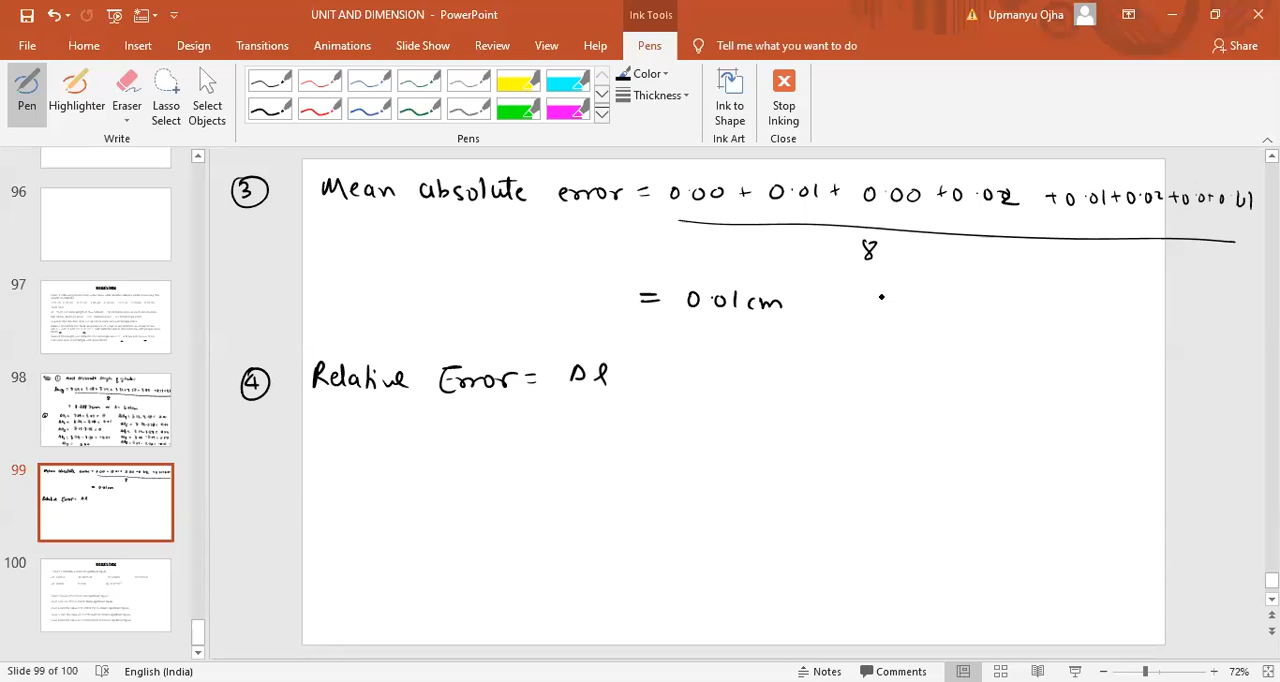 UNIT AND DIMENSION - PowerPoint
Ink Tools
Upmanyu Ojha
File Home Insert Design Transitions Animations Slide Show Review View Help Pens Tell me what you want to do Share
Pen Highlighter Eraser Lasso Select Select Objects
Write
Pens
Color
Thickness
Ink to Shape
Ink Art
Stop Inking
Close
96
97
98
99
100
③ Mean absolute error = 0.00 + 0.01 + 0.00 + 0.02 + 0.01 + 0.02 +
8
= 0.01 cm
④ Relative Error = Δl
Slide 99 of 100 English (India) Notes Comments 72%